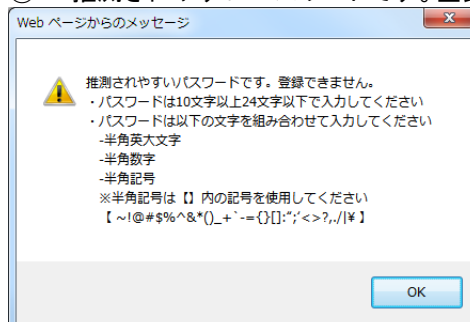 Web ページからのメッセージ
推測されやすいパスワードです。登録できません。
・パスワードは10文字以上24文字以下で入力してください
・パスワードは以下の文字を組み合わせて入力してください
-半角英大文字
-半角数字
-半角記号
※半角記号は【】内の記号を使用してください
【 ~!@#$%^&*()_+`-={}[]:";'<>?,./|¥ 】
OK